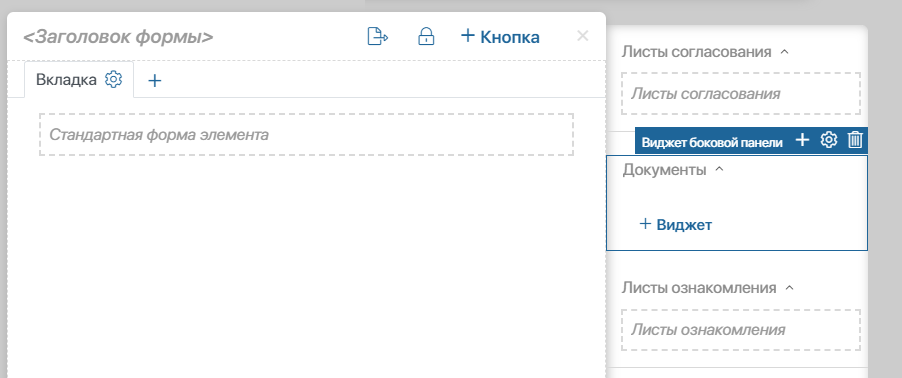 <Заголовок формы>
+ Кнопка
Вкладка
Стандартная форма элемента
Листы согласования
Листы согласования
Виджет боковой панели
Документы
+ Виджет
Листы ознакомления
Листы ознакомления